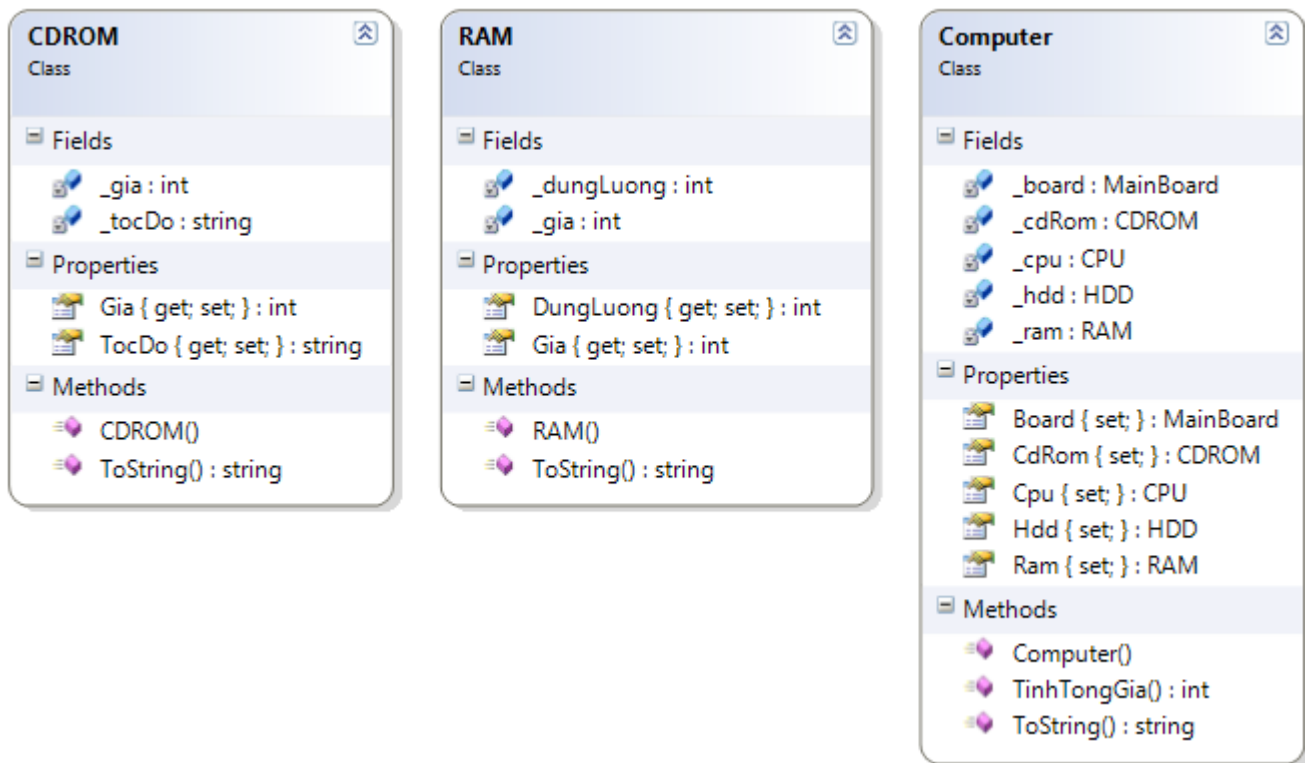 CDROM
Class
Fields
_gia : int
_tocDo : string
Properties
Gia { get; set; } : int
TocDo { get; set; } : string
Methods
CDROM()
ToString() : string
RAM
Class
Fields
_dungLuong : int
_gia : int
Properties
DungLuong { get; set; } : int
Gia { get; set; } : int
Methods
RAM()
ToString() : string
Computer
Class
Fields
_board : MainBoard
_cdRom : CDROM
_cpu : CPU
_hdd : HDD
_ram : RAM
Properties
Board { set; } : MainBoard
CdRom { set; } : CDROM
Cpu { set; } : CPU
Hdd { set; } : HDD
Ram { set; } : RAM
Methods
Computer()
TinhTongGia() : int
ToString() : string